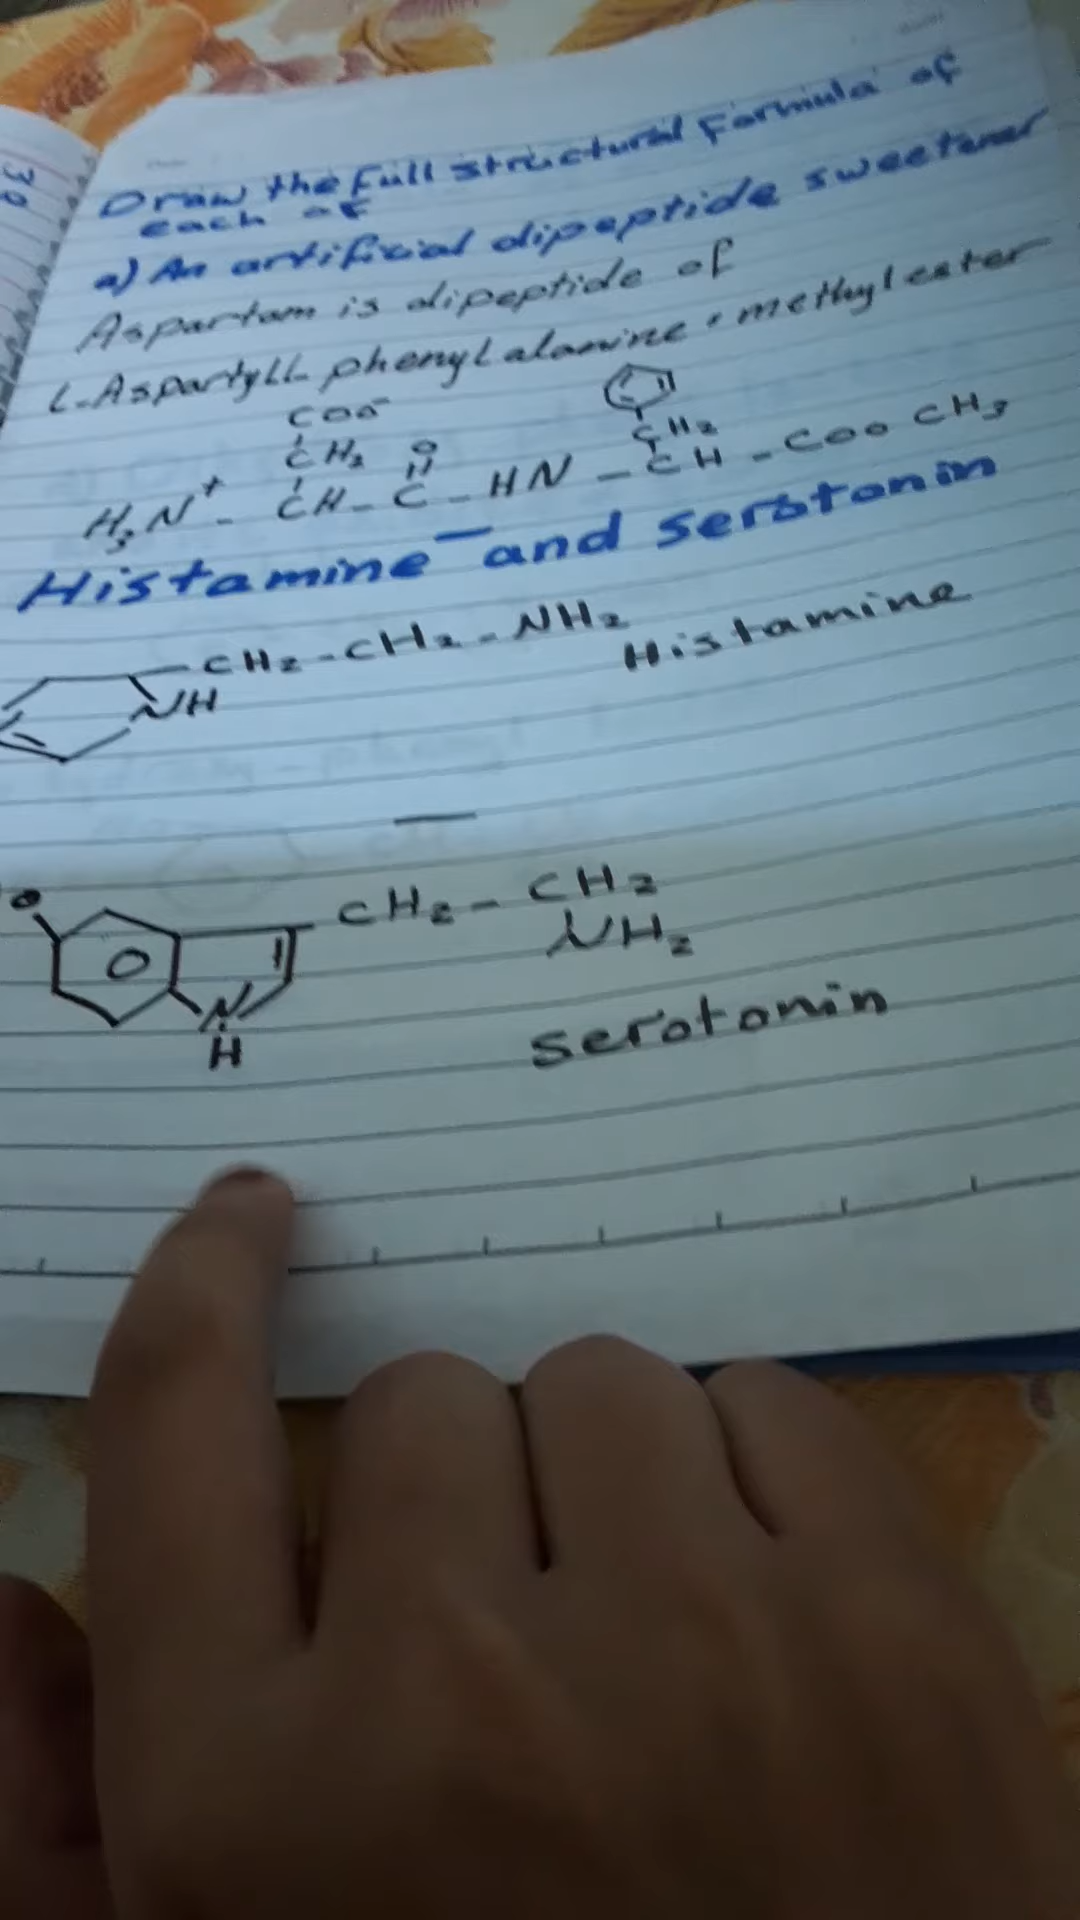 Draw the full structural Formula of
each of
a) An artificial dipeptide sweetener
Aspartam is dipeptide of
L-AspartylL phenylalanine methylester
COO-
CH2 O
H3N+ - CH - C - HN - CH - COO CH3
CH2
Histamine and serotonin
CH2 - CH2 - NH2
NH
Histamine
CH2 - CH2
NH2
N
H
serotonin